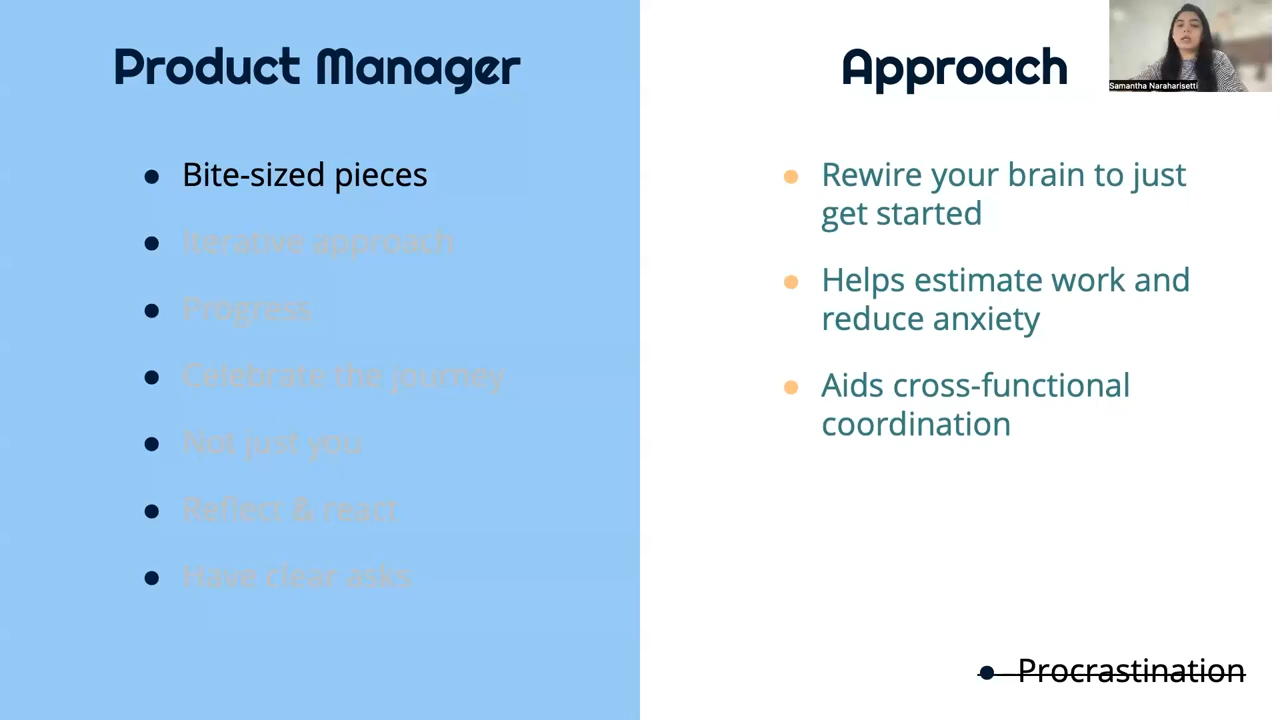 Product Manager
Bite-sized pieces
Iterative approach
Progress
Celebrate the journey
Not just you
Reflect & react
Have clear asks
Approach
Rewire your brain to just
get started
Helps estimate work and
reduce anxiety
Aids cross-functional
coordination
Procrastination
Samantha Naraharisetti